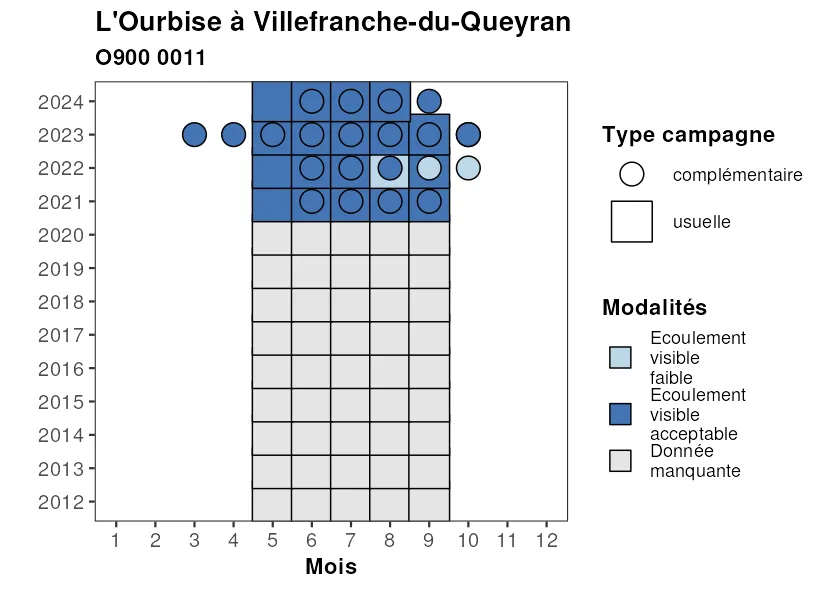 L'Ourbise à Villefranche-du-Queyran
O900 0011
2024
2023
2022
2021
2020
2019
2018
2017
2016
2015
2014
2013
2012
1 2 3 4 5 6 7 8 9 10 11 12
Mois
Type campagne
complémentaire
usuelle
Modalités
Ecoulement
visible
faible
Ecoulement
visible
acceptable
Donnée
manquante